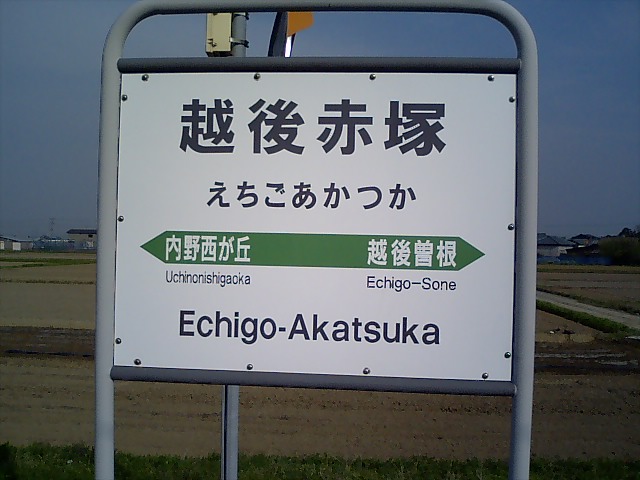 越後赤塚
えちごあかつか
内野西が丘 越後曽根
Uchinonishigaoka Echigo-Sone
Echigo-Akatsuka